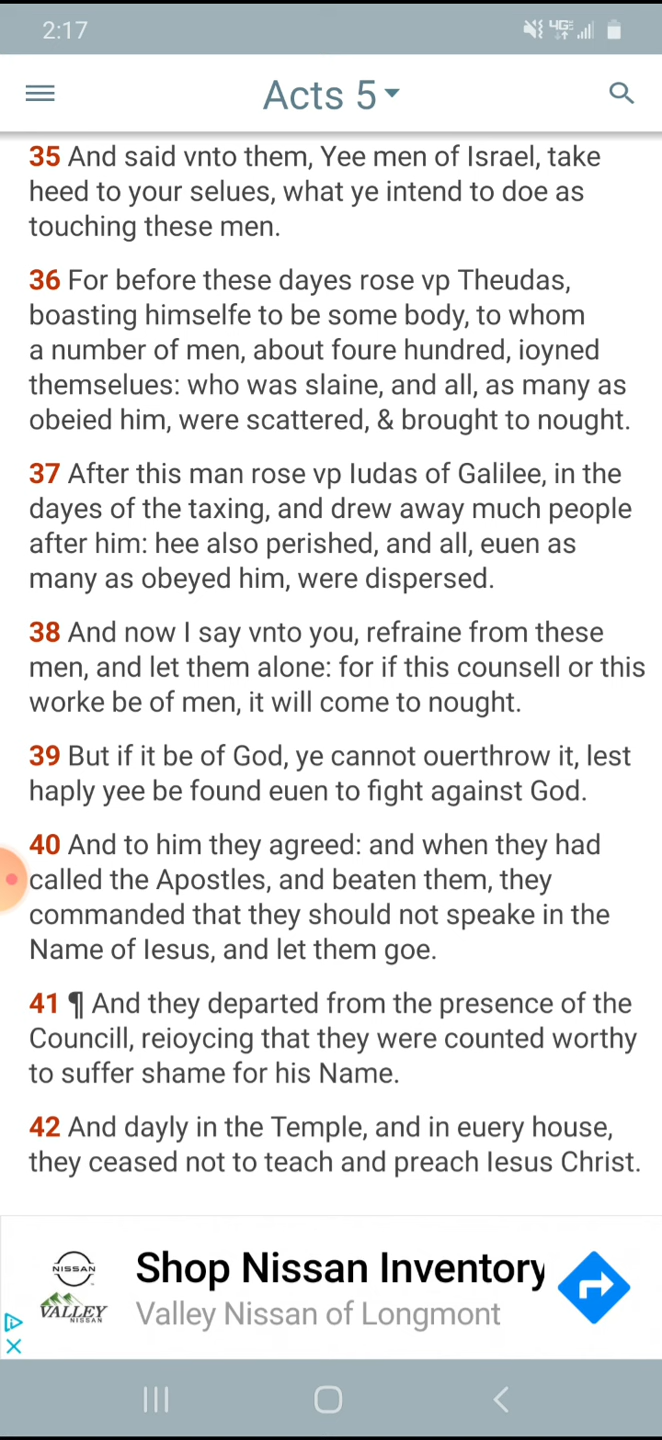 2:17
4GE
Acts 5
35 And said vnto them, Yee men of Israel, take
heed to your selues, what ye intend to doe as
touching these men.
36 For before these dayes rose vp Theudas,
boasting himselfe to be some body, to whom
a number of men, about foure hundred, ioyned
themselues: who was slaine, and all, as many as
obeied him, were scattered, & brought to nought.
37 After this man rose vp Iudas of Galilee, in the
dayes of the taxing, and drew away much people
after him: hee also perished, and all, euen as
many as obeyed him, were dispersed.
38 And now I say vnto you, refraine from these
men, and let them alone: for if this counsell or this
worke be of men, it will come to nought.
39 But if it be of God, ye cannot ouerthrow it, lest
haply yee be found euen to fight against God.
40 And to him they agreed: and when they had
called the Apostles, and beaten them, they
commanded that they should not speake in the
Name of Iesus, and let them goe.
41 ¶ And they departed from the presence of the
Councill, reioycing that they were counted worthy
to suffer shame for his Name.
42 And dayly in the Temple, and in euery house,
they ceased not to teach and preach Iesus Christ.
NISSAN
VALLEY
NISSAN
Shop Nissan Inventory
Valley Nissan of Longmont